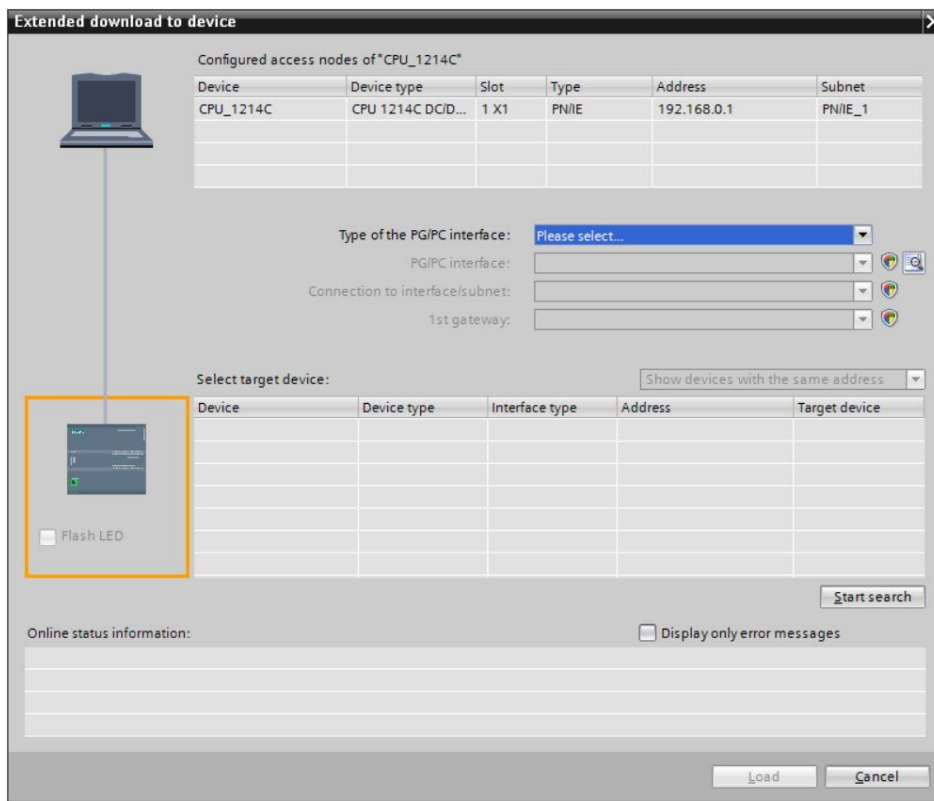 Extended download to device
Configured access nodes of "CPU_1214C"
Device Device type Slot Type Address Subnet
CPU_1214C CPU 1214C DC/D... 1 X1 PN/IE 192.168.0.1 PN/IE_1
Type of the PG/PC interface: Please select...
PG/PC interface:
Connection to interface/subnet:
1st gateway:
Select target device: Show devices with the same address
Device Device type Interface type Address Target device
Flash LED
Start search
Online status information: Display only error messages
Load Cancel